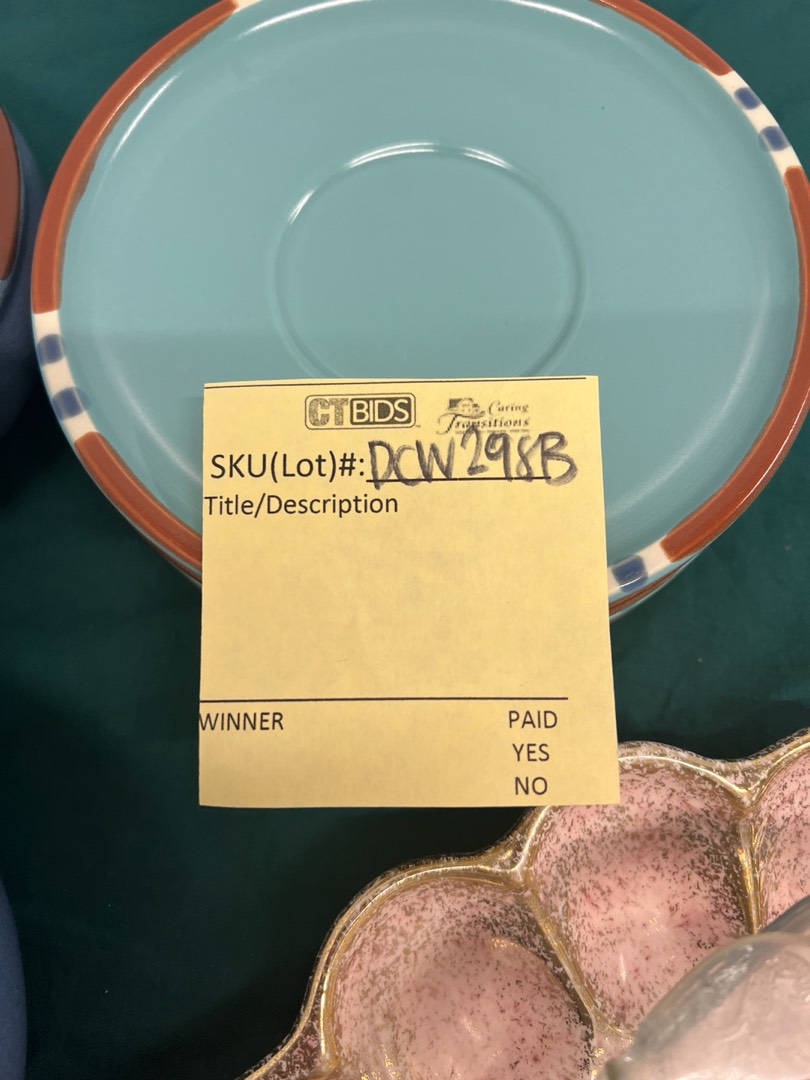 CTBIDS Caring Transitions
SKU(Lot)#: DCW298B
Title/Description
WINNER PAID
YES
NO